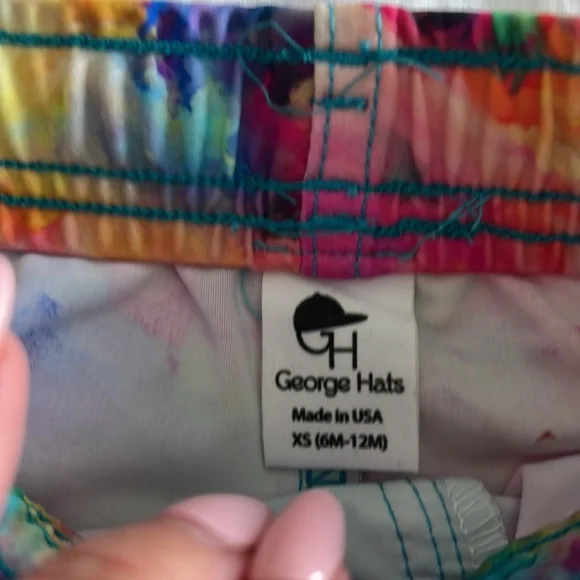 GH
George Hats
Made in USA
XS (6M-12M)